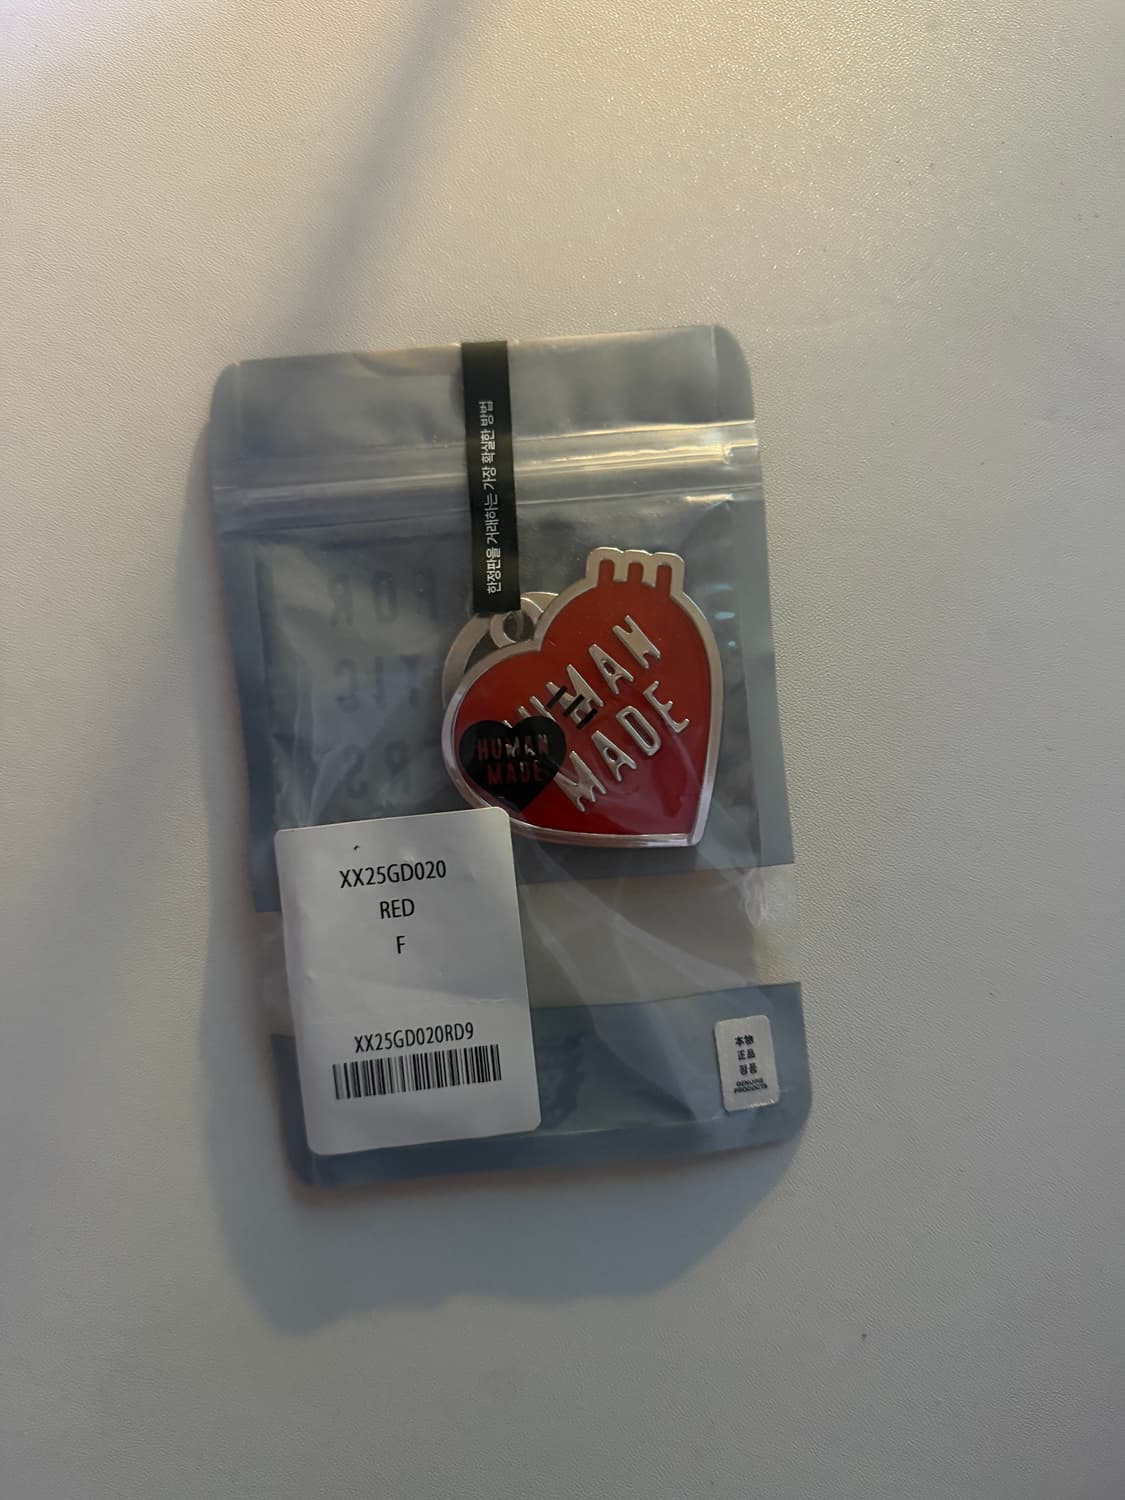 한정판을 거래하는 가장 확실한 방법
HUMAN
MADE
HUMAN
MADE
XX25GD020
RED
F
XX25GD020RD9
本物
正品
정품
GENUINE
PRODUCTS